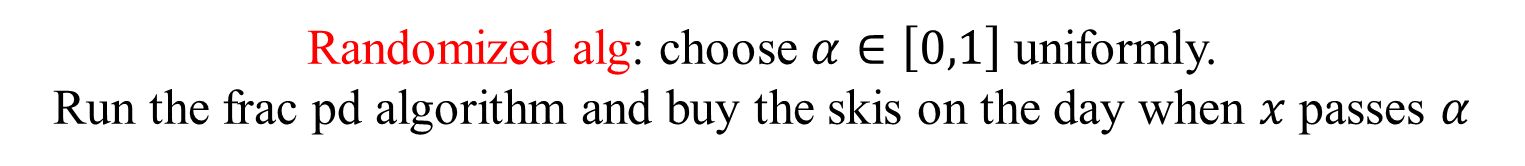 Randomized alg: choose 𝛼 ∈ [0,1] uniformly.
Run the frac pd algorithm and buy the skis on the day when 𝑥 passes 𝛼